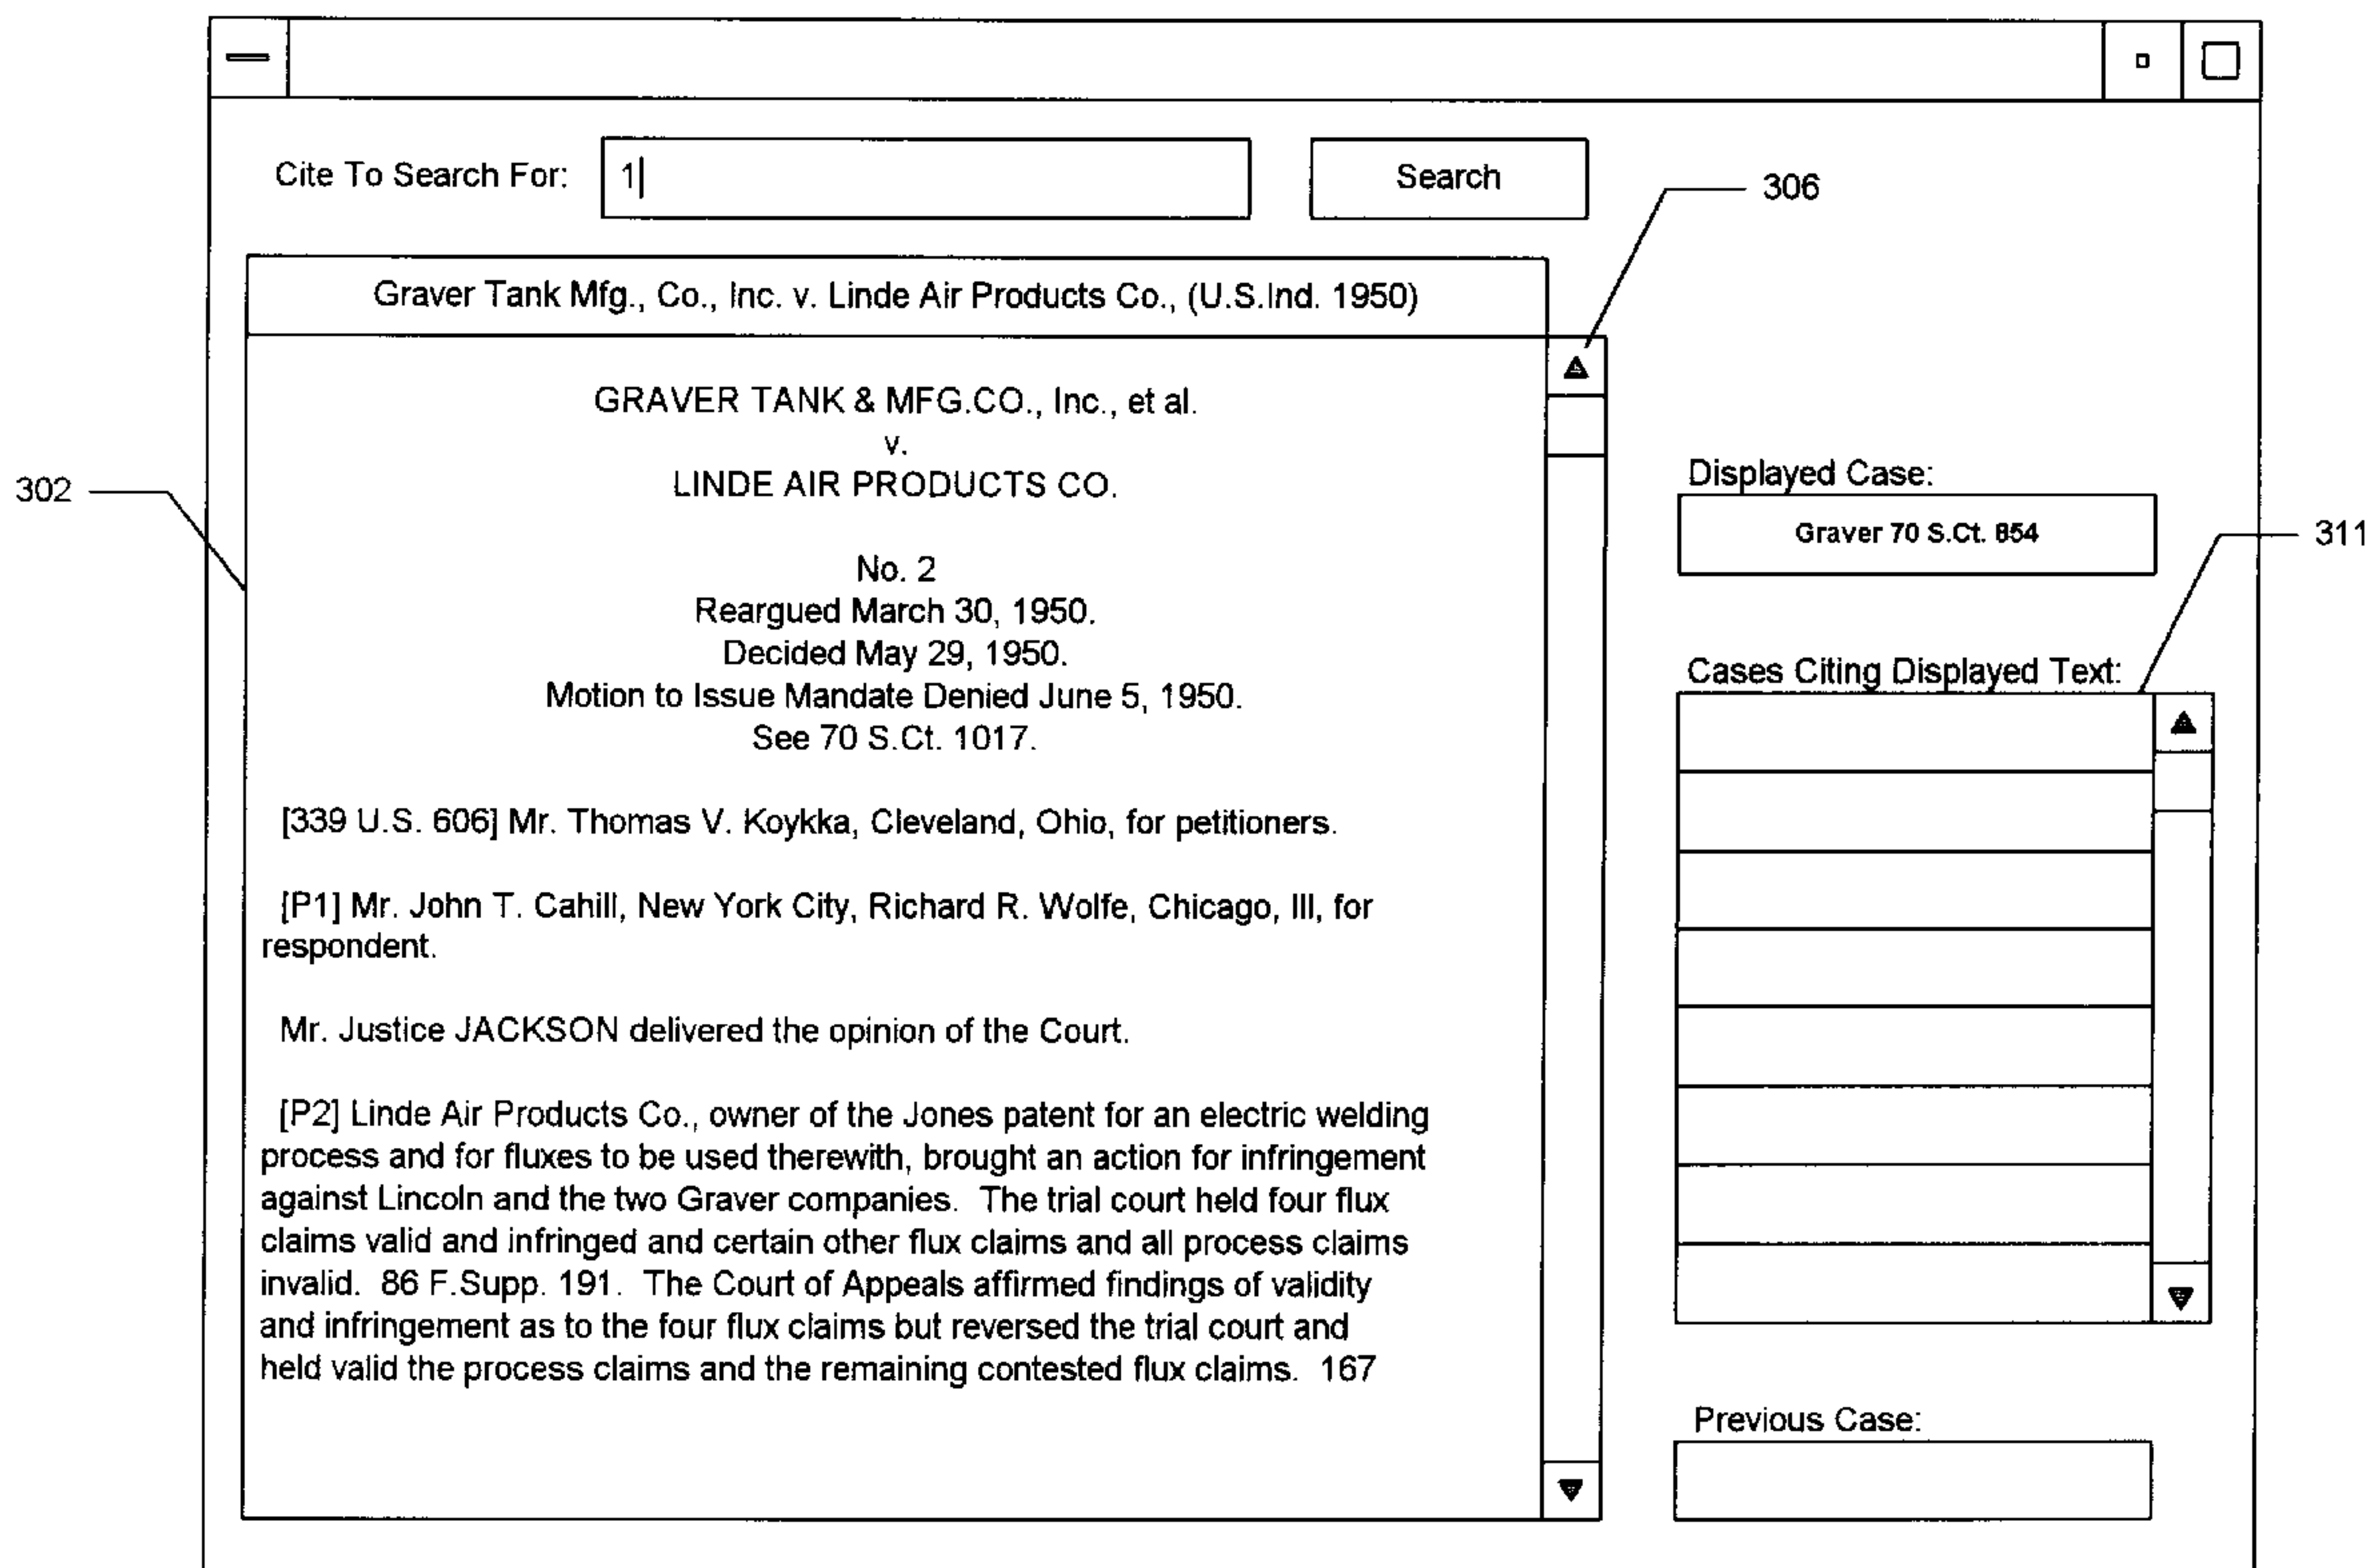 Cite To Search For: 1 Search
306
Graver Tank Mfg., Co., Inc. v. Linde Air Products Co., (U.S.Ind. 1950)
GRAVER TANK & MFG.CO., Inc., et al.
v.
LINDE AIR PRODUCTS CO.
302
No. 2
Reargued March 30, 1950.
Decided May 29, 1950.
Motion to Issue Mandate Denied June 5, 1950.
See 70 S.Ct. 1017.
[339 U.S. 606] Mr. Thomas V. Koykka, Cleveland, Ohio, for petitioners.
[P1] Mr. John T. Cahill, New York City, Richard R. Wolfe, Chicago, Ill, for
respondent.
Mr. Justice JACKSON delivered the opinion of the Court.
[P2] Linde Air Products Co., owner of the Jones patent for an electric welding
process and for fluxes to be used therewith, brought an action for infringement
against Lincoln and the two Graver companies.  The trial court held four flux
claims valid and infringed and certain other flux claims and all process claims
invalid.  86 F.Supp. 191.  The Court of Appeals affirmed findings of validity
and infringement as to the four flux claims but reversed the trial court and
held valid the process claims and the remaining contested flux claims.  167
Displayed Case:
Graver 70 S.Ct. 854
311
Cases Citing Displayed Text:
Previous Case: